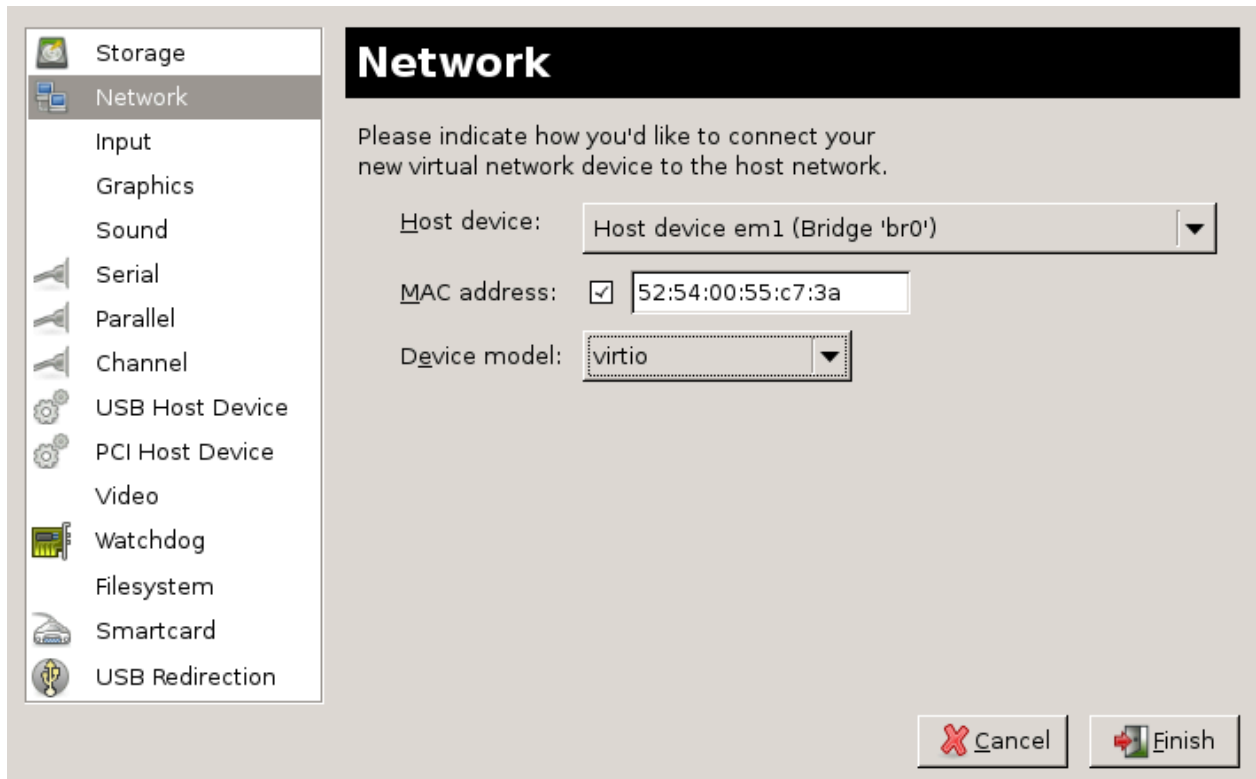 Storage
Network
Input
Graphics
Sound
Serial
Parallel
Channel
USB Host Device
PCI Host Device
Video
Watchdog
Filesystem
Smartcard
USB Redirection
Network
Please indicate how you'd like to connect your
new virtual network device to the host network.
Host device: Host device em1 (Bridge 'br0')
MAC address: 52:54:00:55:c7:3a
Device model: virtio
Cancel Finish